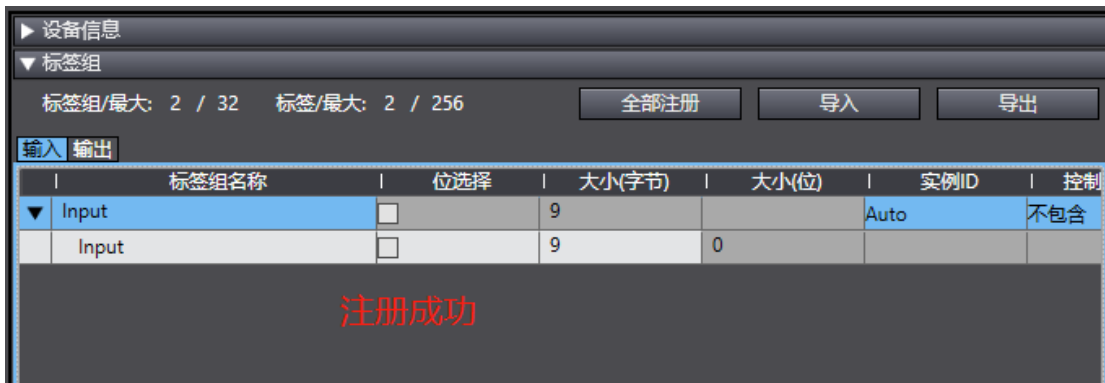 ▶ 设备信息
▼ 标签组
标签组/最大: 2 / 32 标签/最大: 2 / 256 全部注册 导入 导出
输入 输出
标签组名称 位选择 大小(字节) 大小(位) 实例ID 控制
▼ Input 9 Auto 不包含
Input 9 0
注册成功